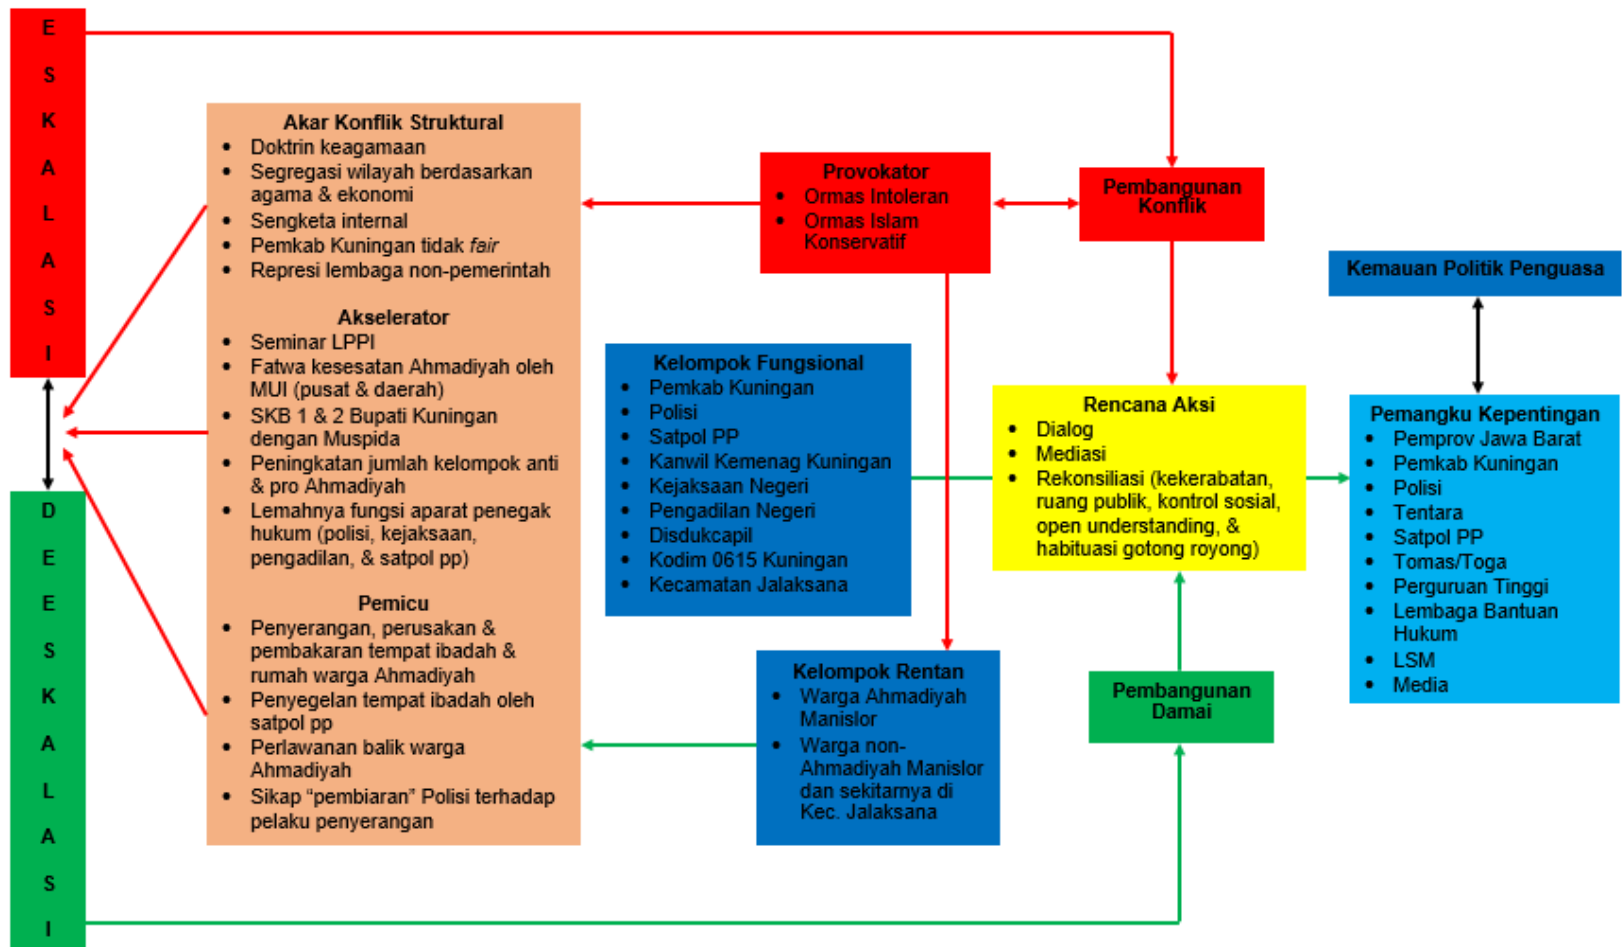 E
S
K
A
L
A
S
I
D
E
E
S
K
A
L
A
S
I
Akar Konflik Struktural
• Doktrin keagamaan
• Segregasi wilayah berdasarkan
agama & ekonomi
• Sengketa internal
• Pemkab Kuningan tidak fair
• Represi lembaga non-pemerintah
Akselerator
• Seminar LPPI
• Fatwa kesesatan Ahmadiyah oleh
MUI (pusat & daerah)
• SKB 1 & 2 Bupati Kuningan
dengan Muspida
• Peningkatan jumlah kelompok anti
& pro Ahmadiyah
• Lemahnya fungsi aparat penegak
hukum (polisi, kejaksaan,
pengadilan, & satpol pp)
Pemicu
• Penyerangan, perusakan &
pembakaran tempat ibadah &
rumah warga Ahmadiyah
• Penyegelan tempat ibadah oleh
satpol pp
• Perlawanan balik warga
Ahmadiyah
• Sikap “pembiaran” Polisi terhadap
pelaku penyerangan
Provokator
• Ormas Intoleran
• Ormas Islam
Konservatif
Kelompok Fungsional
• Pemkab Kuningan
• Polisi
• Satpol PP
• Kanwil Kemenag Kuningan
• Kejaksaan Negeri
• Pengadilan Negeri
• Disdukcapil
• Kodim 0615 Kuningan
• Kecamatan Jalaksana
Kelompok Rentan
• Warga Ahmadiyah
Manislor
• Warga non-
Ahmadiyah Manislor
dan sekitarnya di
Kec. Jalaksana
Pembangunan
Konflik
Rencana Aksi
• Dialog
• Mediasi
• Rekonsiliasi (kekerabatan,
ruang publik, kontrol sosial,
open understanding, &
habituasi gotong royong)
Pembangunan
Damai
Kemauan Politik Penguasa
Pemangku Kepentingan
• Pemprov Jawa Barat
• Pemkab Kuningan
• Polisi
• Tentara
• Satpol PP
• Tomas/Toga
• Perguruan Tinggi
• Lembaga Bantuan
Hukum
• LSM
• Media